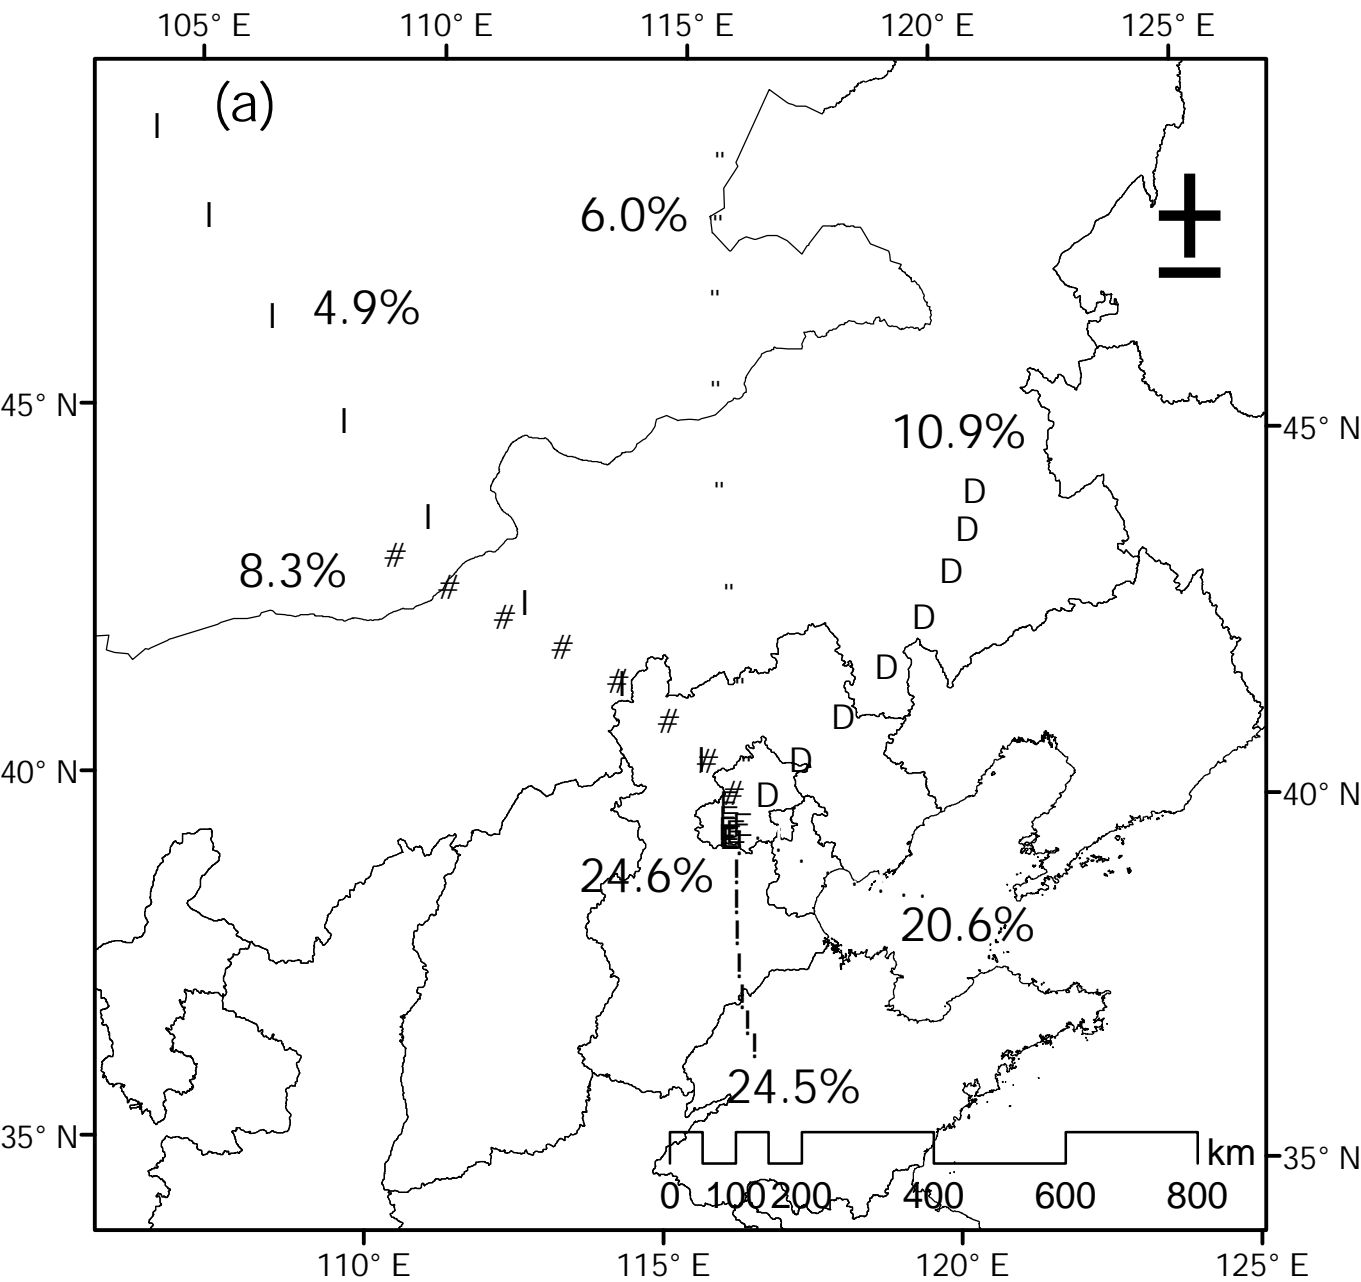 105° E 110° E 115° E 120° E 125° E
(a)
I
"
I
6.0%
"
±
"
I
4.9%
45° N
"
I
10.9%
45° N
"
D
I
D
#
8.3%
D
#
"
I
#
D
#
D
#
I
"
#
D
I
#
D
40° N
#
D
40° N
24.6%
20.6%
24.5%
35° N
km
35° N
0 100 200 400 600 800
110° E 115° E 120° E 125° E